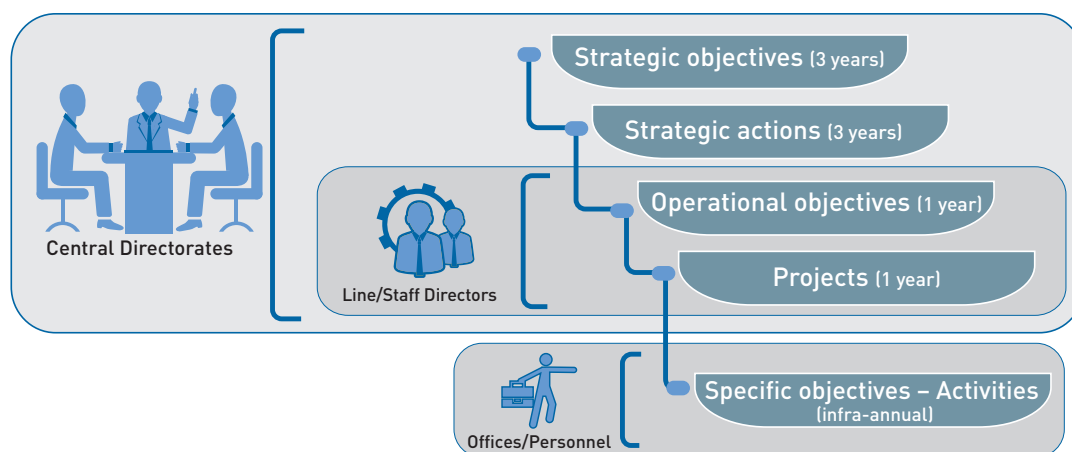 Strategic objectives (3 years)
Strategic actions (3 years)
Central Directorates
Operational objectives (1 year)
Projects (1 year)
Line/Staff Directors
Specific objectives – Activities
(infra-annual)
Offices/Personnel